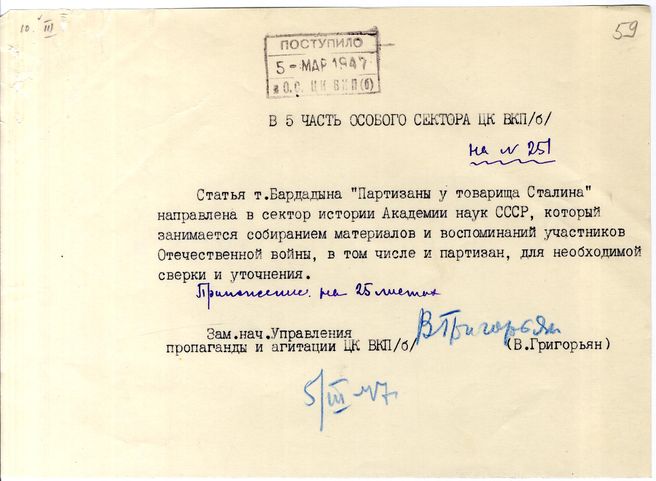 10. III
59
ПОСТУПИЛО
5 - МАР 1947
в О.С. ЦК ВКП(б)
В 5 ЧАСТЬ ОСОБОГО СЕКТОРА ЦК ВКП/б/
на N 251
Статья т.Бардадына "Партизаны у товарища Сталина"
направлена в сектор истории Академии наук СССР, который
занимается собиранием материалов и воспоминаний участников
Отечественной войны, в том числе и партизан, для необходимой
сверки и уточнения.
Приложение на 25 листах
Зам.нач.Управления
пропаганды и агитации ЦК ВКП/б/
ВГригорьян
(В.Григорьян)
5/III-47.